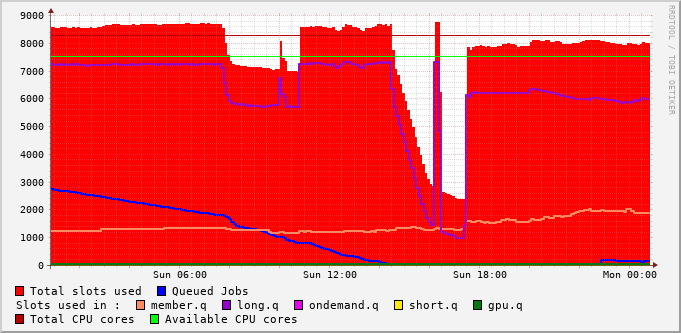 9000
8000
7000
6000
5000
4000
3000
2000
1000
0
Sun 06:00 Sun 12:00 Sun 18:00 Mon 00:00
RRDTOOL / TOBI OETIKER
Total slots used Queued Jobs
Slots used in : member.q long.q ondemand.q short.q gpu.q
Total CPU cores Available CPU cores